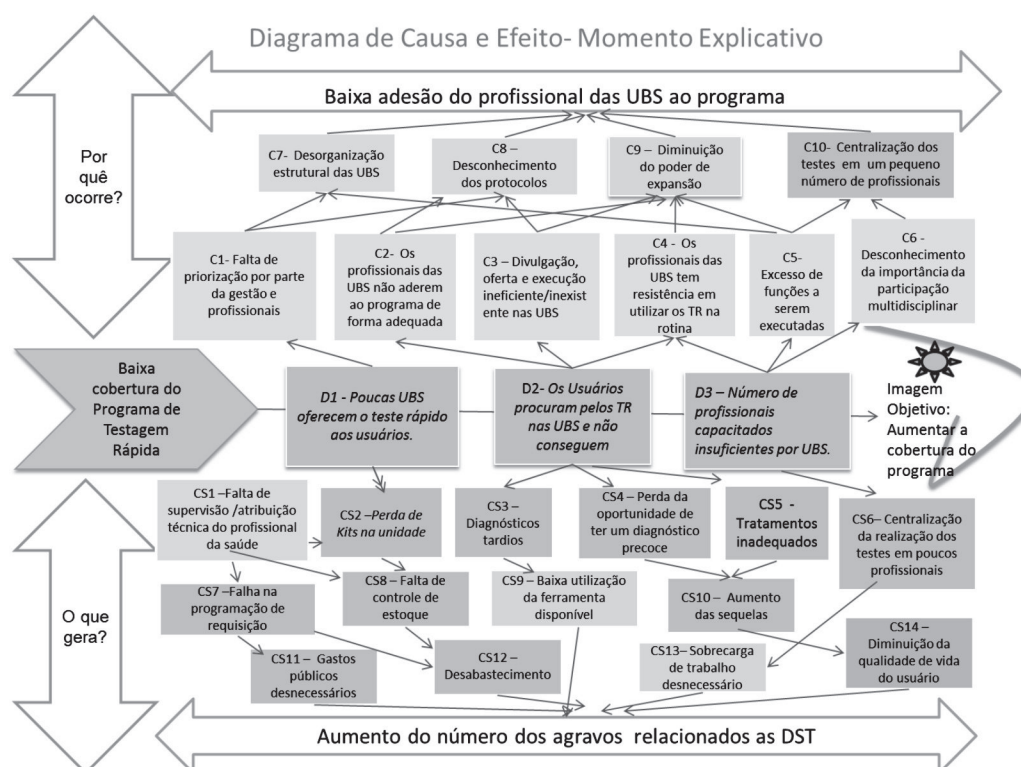 Diagrama de Causa e Efeito- Momento Explicativo
Baixa adesão do profissional das UBS ao programa
Por
quê
ocorre?
C7- Desorganização
estrutural das UBS
C8 –
Desconhecimento
dos protocolos
C9 – Diminuição
do poder de
expansão
C10- Centralização dos
testes em um pequeno
número de profissionais
C1- Falta de
priorização por parte
da gestão e
profissionais
C2- Os
profissionais das
UBS não aderem
ao programa de
forma adequada
C3 – Divulgação,
oferta e execução
ineficiente/inexist
ente nas UBS
C4 – Os
profissionais das
UBS tem
resistência em
utilizar os TR na
rotina
C5-
Excesso de
funções a
serem
executadas
C6 -
Desconhecimento
da importância da
participação
multidisciplinar
Baixa
cobertura do
Programa de
Testagem
Rápida
D1 - Poucas UBS
oferecem o teste rápido
aos usuários.
D2- Os Usuários
procuram pelos TR
nas UBS e não
conseguem
D3 – Número de
profissionais
capacitados
insuficientes por UBS.
Imagem
Objetivo:
Aumentar a
cobertura do
programa
O que
gera?
CS1 –Falta de
supervisão /atribuição
técnica do profissional
da saúde
CS2 – Perda de
Kits na unidade
CS3 –
Diagnósticos
tardios
CS4 – Perda da
oportunidade de
ter um diagnóstico
precoce
CS5 -
Tratamentos
inadequados
CS6– Centralização
da realização dos
testes em poucos
profissionais
CS7 –Falha na
programação de
requisição
CS8 – Falta de
controle de
estoque
CS9 – Baixa utilização
da ferramenta
disponível
CS10 – Aumento
das sequelas
CS11 – Gastos
públicos
desnecessários
CS12 –
Desabastecimento
CS13– Sobrecarga
de trabalho
desnecessário
CS14 –
Diminuição da
qualidade de vida
do usuário
Aumento do número dos agravos relacionados as DST